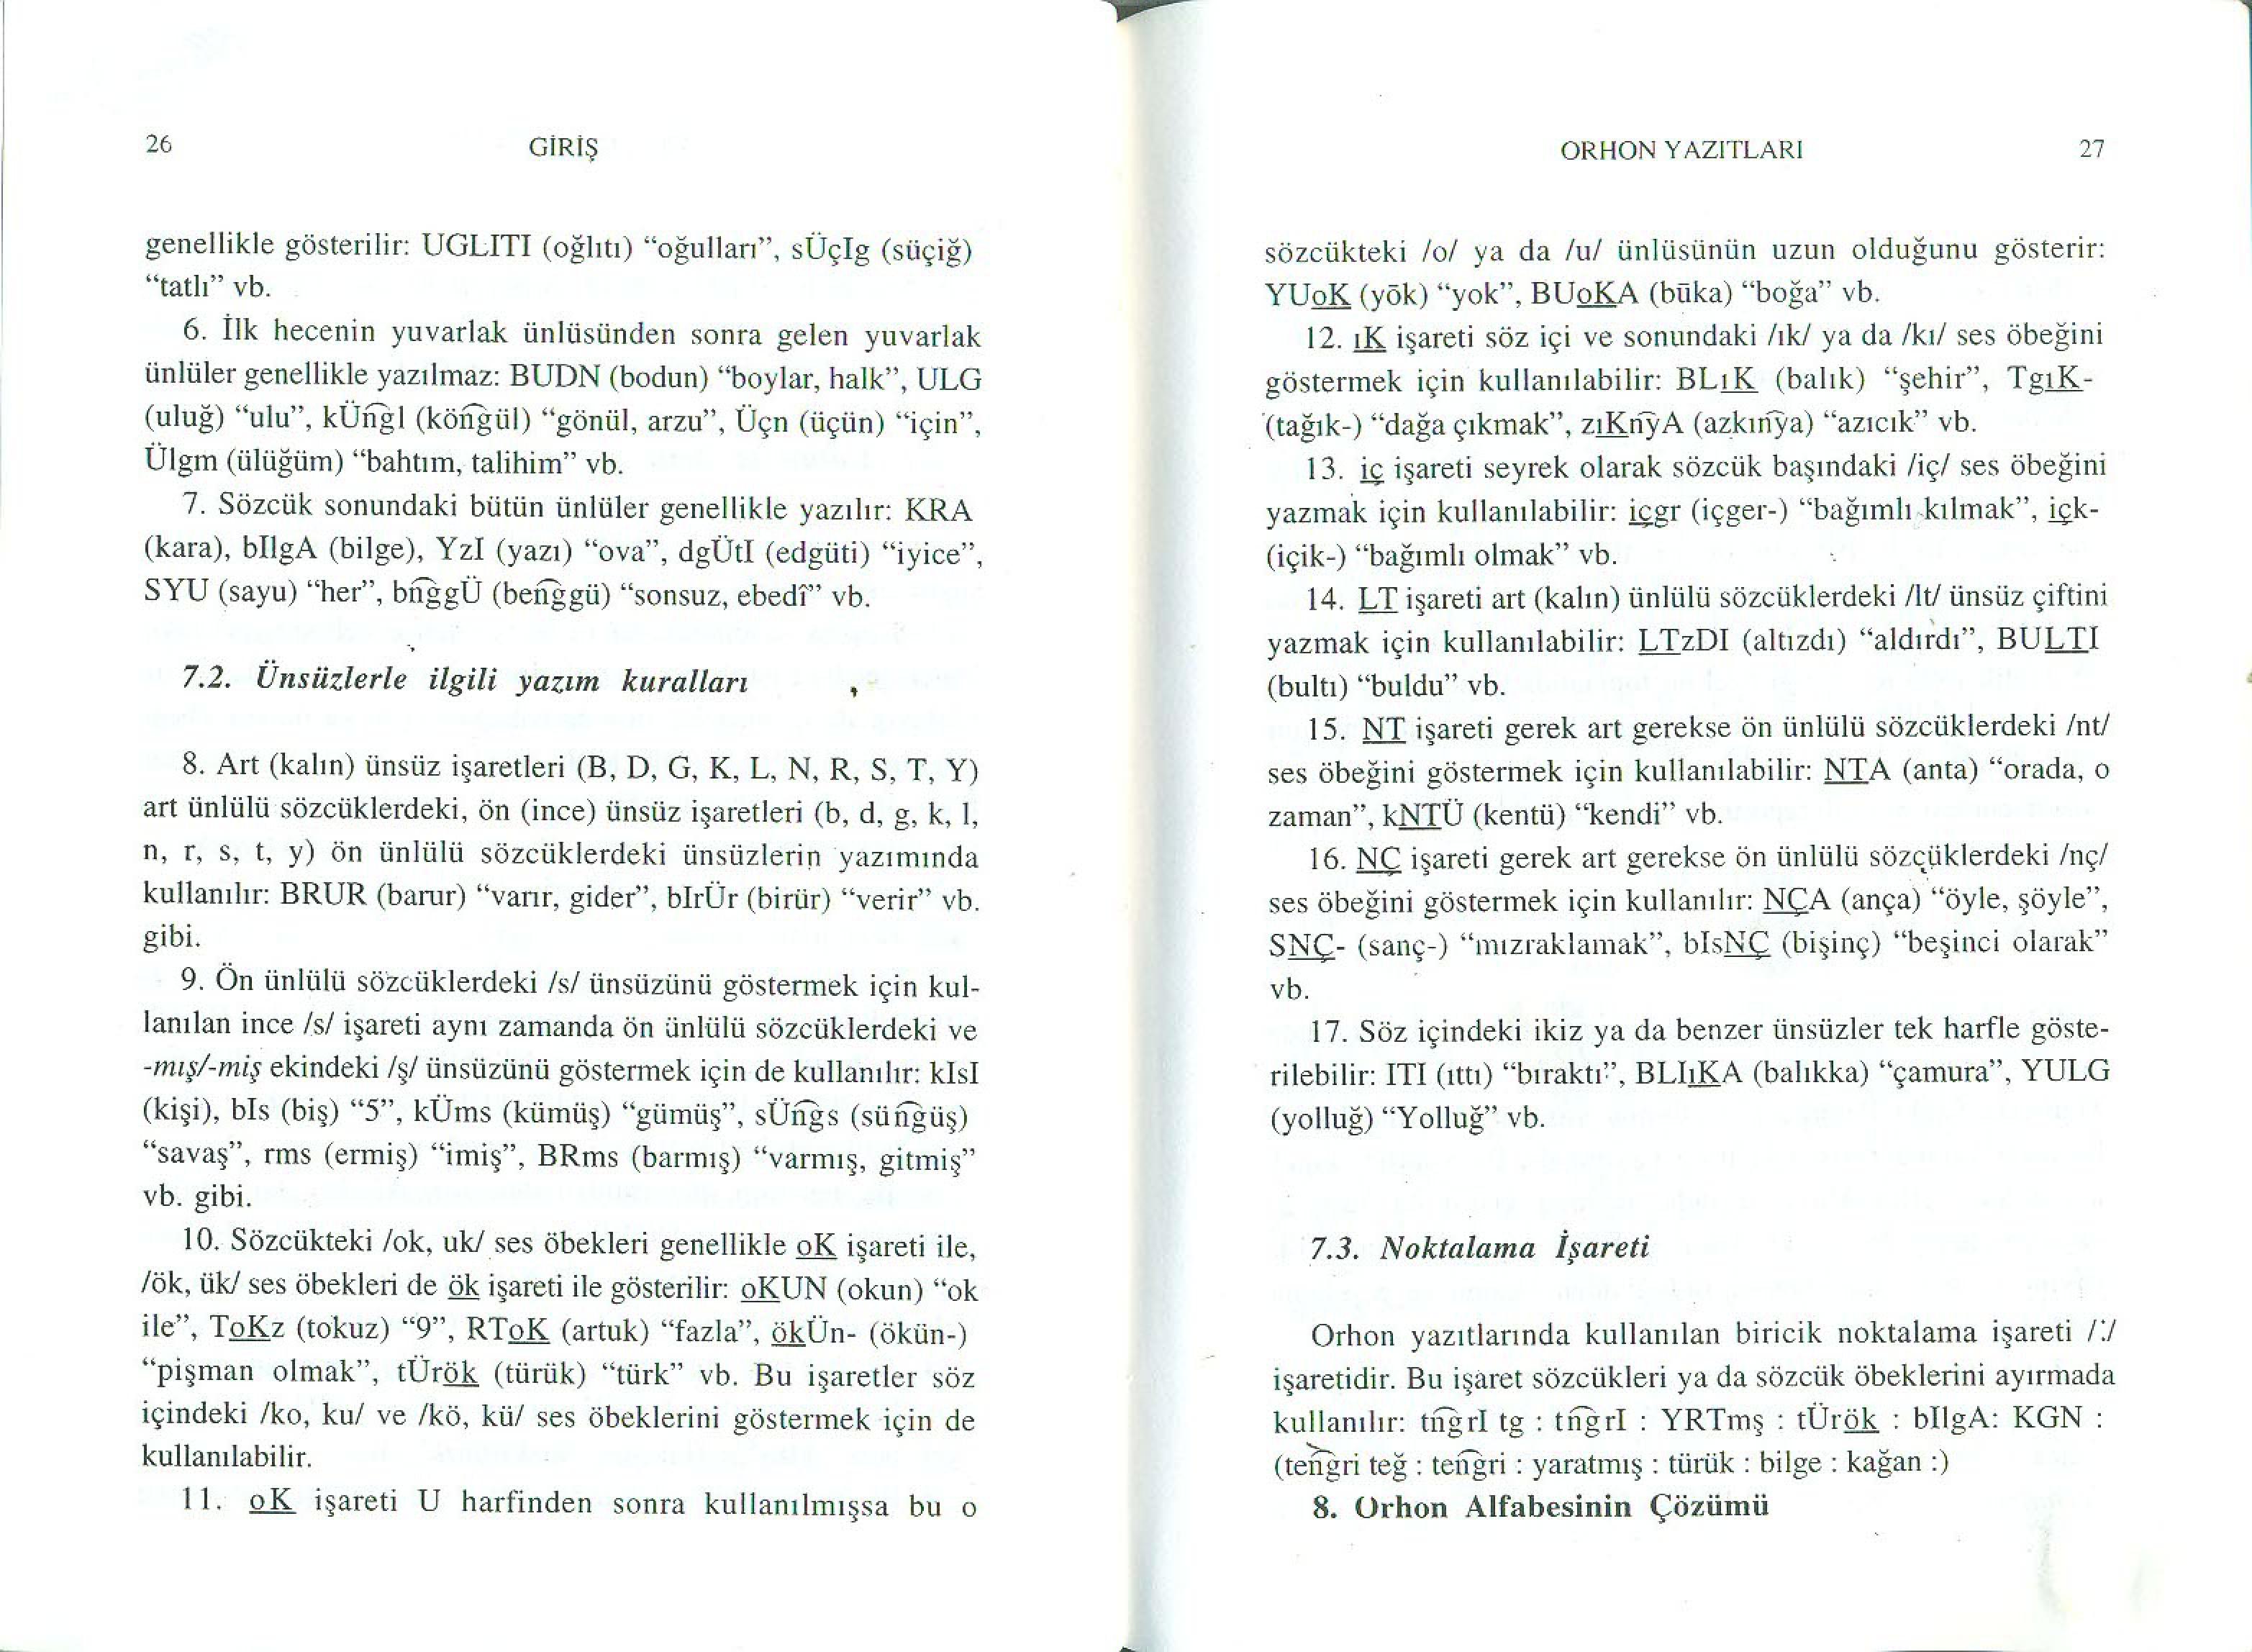 26
GİRİŞ
genellikle gösterilir: UGLITI (oğlıtı) “oğulları”, sÜçIg (süçiğ)
“tatlı” vb.
6. İlk hecenin yuvarlak ünlüsünden sonra gelen yuvarlak
ünlüler genellikle yazılmaz: BUDN (bodun) “boylar, halk”, ULG
(uluğ) “ulu”, kÜn͡gl (kön͡gül) “gönül, arzu”, Üçn (üçün) “için”,
Ülgm (ülüğüm) “bahtım, talihim” vb.
7. Sözcük sonundaki bütün ünlüler genellikle yazılır: KRA
(kara), bIlgA (bilge), YzI (yazı) “ova”, dgÜtI (edgüti) “iyice”,
SYU (sayu) “her”, bn͡ggÜ (ben͡ggü) “sonsuz, ebedî” vb.
7.2. Ünsüzlerle ilgili yazım kuralları
8. Art (kalın) ünsüz işaretleri (B, D, G, K, L, N, R, S, T, Y)
art ünlülü sözcüklerdeki, ön (ince) ünsüz işaretleri (b, d, g, k, l,
n, r, s, t, y) ön ünlülü sözcüklerdeki ünsüzlerin yazımında
kullanılır: BRUR (barur) “varır, gider”, bIrÜr (birür) “verir” vb.
gibi.
9. Ön ünlülü sözcüklerdeki /s/ ünsüzünü göstermek için kul-
lanılan ince /s/ işareti aynı zamanda ön ünlülü sözcüklerdeki ve
-mış/-miş ekindeki /ş/ ünsüzünü göstermek için de kullanılır: kIsI
(kişi), bIs (biş) “5”, kÜms (kümüş) “gümüş”, sÜn͡gs (sün͡güş)
“savaş”, rms (ermiş) “imiş”, BRms (barmış) “varmış, gitmiş”
vb. gibi.
10. Sözcükteki /ok, uk/ ses öbekleri genellikle oK işareti ile,
/ök, ük/ ses öbekleri de ök işareti ile gösterilir: oKUN (okun) “ok
ile”, ToKz (tokuz) “9”, RToK (artuk) “fazla”, ökÜn- (ökün-)
“pişman olmak”, tÜrök (türük) “türk” vb. Bu işaretler söz
içindeki /ko, ku/ ve /kö, kü/ ses öbeklerini göstermek için de
kullanılabilir.
11. oK işareti U harfinden sonra kullanılmışsa bu o
ORHON YAZITLARI
27
sözcükteki /o/ ya da /u/ ünlüsünün uzun olduğunu gösterir:
YUoK (yōk) “yok”, BUoKA (būka) “boğa” vb.
12. ıK işareti söz içi ve sonundaki /ık/ ya da /kı/ ses öbeğini
göstermek için kullanılabilir: BLıK (balık) “şehir”, TgıK-
(tağık-) “dağa çıkmak”, zıKn͡yA (azkın͡ya) “azıcık” vb.
13. iç işareti seyrek olarak sözcük başındaki /iç/ ses öbeğini
yazmak için kullanılabilir: içgr (içger-) “bağımlı kılmak”, içk-
(içik-) “bağımlı olmak” vb.
14. LT işareti art (kalın) ünlülü sözcüklerdeki /lt/ ünsüz çiftini
yazmak için kullanılabilir: LTzDI (altızdı) “aldırdı”, BULTI
(bultı) “buldu” vb.
15. NT işareti gerek art gerekse ön ünlülü sözcüklerdeki /nt/
ses öbeğini göstermek için kullanılabilir: NTA (anta) “orada, o
zaman”, kNTÜ (kentü) “kendi” vb.
16. NÇ işareti gerek art gerekse ön ünlülü sözcüklerdeki /nç/
ses öbeğini göstermek için kullanılır: NÇA (ança) “öyle, şöyle”,
SNÇ- (sanç-) “mızraklamak”, bIsNÇ (bişinç) “beşinci olarak”
vb.
17. Söz içindeki ikiz ya da benzer ünsüzler tek harfle göste-
rilebilir: ITI (ıttı) “bıraktı”, BLIıKA (balıkka) “çamura”, YULG
(yolluğ) “Yolluğ” vb.
7.3. Noktalama İşareti
Orhon yazıtlarında kullanılan biricik noktalama işareti /:/
işaretidir. Bu işaret sözcükleri ya da sözcük öbeklerini ayırmada
kullanılır: tn͡grI tg : tn͡grI : YRTmş : tÜrök : bIlgA: KGN :
(ten͡gri teğ : ten͡gri : yaratmış : türük : bilge : kağan :)
8. Orhon Alfabesinin Çözümü